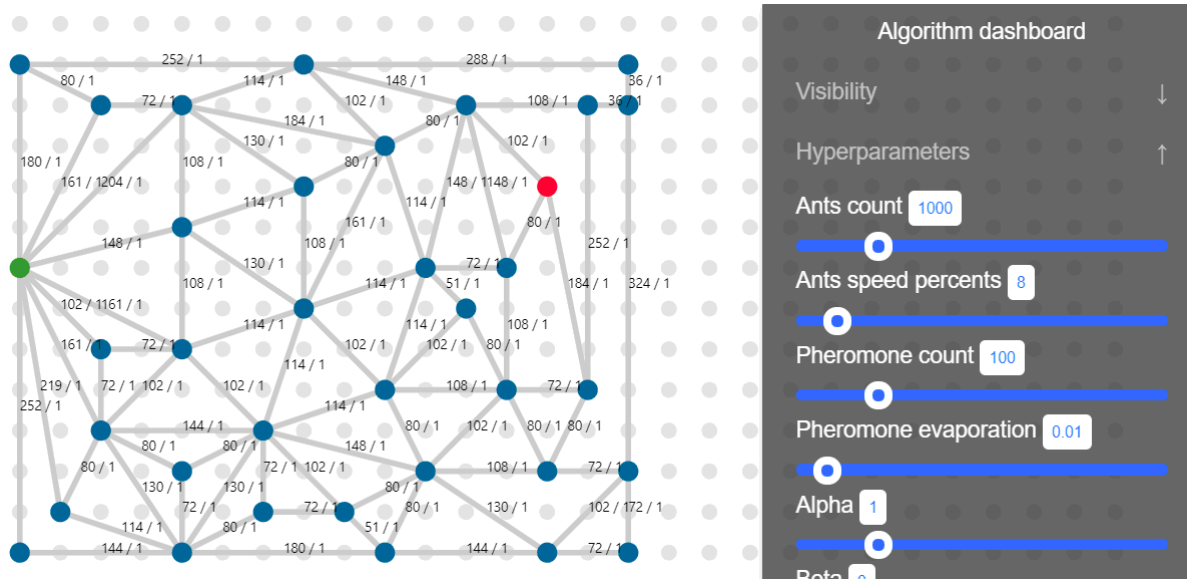 Algorithm dashboard
252 / 1
288 / 1
80 / 1
114 / 1
148 / 1
36 / 1
Visibility ↓
72 / 1
102 / 1
108 / 1
36 / 1
184 / 1
80 / 1
130 / 1
102 / 1
Hyperparameters ↑
180 / 1
108 / 1
80 / 1
161 / 1204 / 1
148 / 1148 / 1
Ants count 1000
114 / 1
114 / 1
161 / 1
80 / 1
148 / 1
108 / 1
252 / 1
130 / 1
72 / 1
Ants speed percents 8
108 / 1
114 / 1
51 / 1
184 / 1
324 / 1
102 / 1161 / 1
114 / 1
114 / 1
108 / 1
161 / 1
72 / 1
102 / 1
102 / 1
80 / 1
Pheromone count 100
114 / 1
219 / 1
72 / 1
102 / 1
102 / 1
108 / 1
72 / 1
252 / 1
114 / 1
144 / 1
80 / 1
102 / 1
80 / 1
80 / 1
Pheromone evaporation 0.01
80 / 1
80 / 1
148 / 1
80 / 1
72 / 1
102 / 1
108 / 1
72 / 1
130 / 1
130 / 1
80 / 1
Alpha 1
72 / 1
72 / 1
80 / 1
130 / 1
102 / 172 / 1
114 / 1
80 / 1
51 / 1
144 / 1
180 / 1
144 / 1
72 / 1
Beta